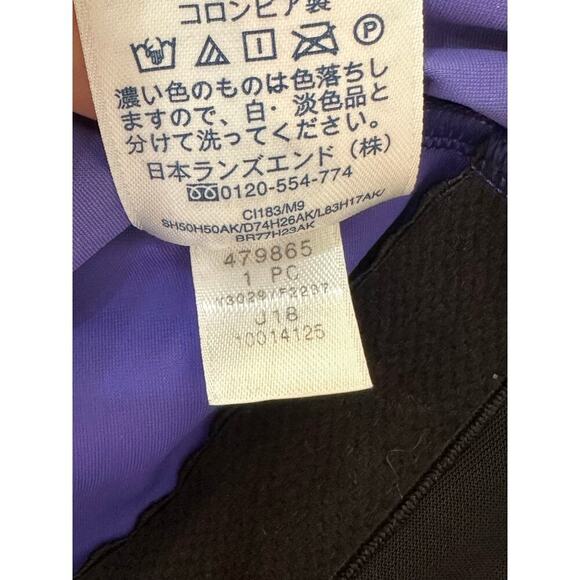 コロンビア製
P
濃い色のものは色落ちし
ますので、白・淡色品と
分けて洗ってください。
日本ランズエンド（株）
0120-554-774
CI183/M9
SH50H50AK/D74H26AK/L63H17AK/
BR77H23AK
479865
1 PC
Y3029/F2297
J18
10014125